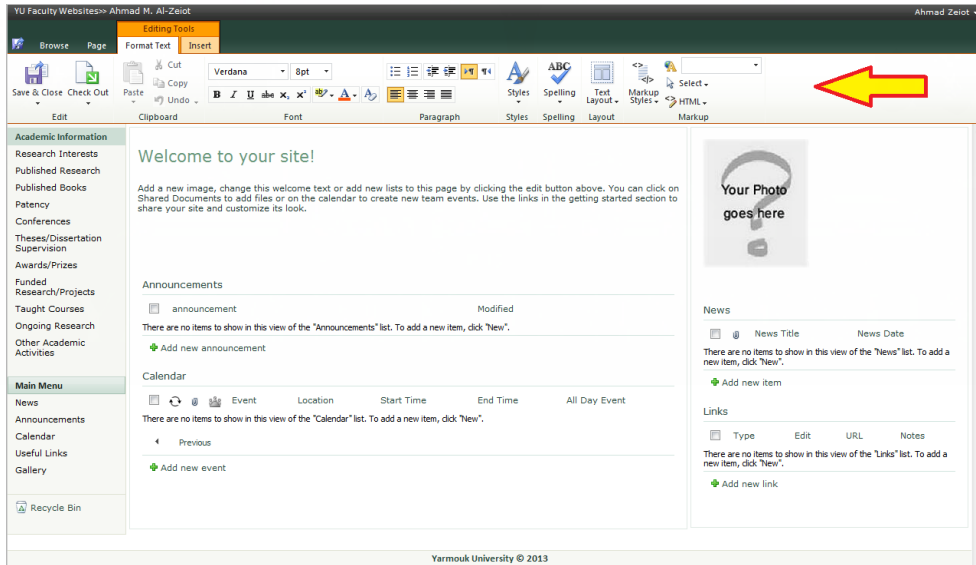 YU Faculty Websites>> Ahmad M. Al-Zeiot
Ahmad Zeiot
Editing Tools
Browse Page Format Text Insert
Save & Close
Check Out
Edit
Paste
Cut
Copy
Undo
Clipboard
Verdana 8pt
B I U abc x, x²
Font
Paragraph
Styles
Styles
ABC
Spelling
Spelling
Text Layout
Layout
Markup Styles
Select
HTML
Markup
Academic Information
Research Interests
Published Research
Published Books
Patency
Conferences
Theses/Dissertation
Supervision
Awards/Prizes
Funded
Research/Projects
Taught Courses
Ongoing Research
Other Academic
Activities
Main Menu
News
Announcements
Calendar
Useful Links
Gallery
Recycle Bin
Welcome to your site!
Add a new image, change this welcome text or add new lists to this page by clicking the edit button above. You can click on
Shared Documents to add files or on the calendar to create new team events. Use the links in the getting started section to
share your site and customize its look.
Announcements
announcement Modified
There are no items to show in this view of the "Announcements" list. To add a new item, click "New".
Add new announcement
Calendar
Event Location Start Time End Time All Day Event
There are no items to show in this view of the "Calendar" list. To add a new item, click "New".
Previous
Add new event
Your Photo
goes here
News
News Title News Date
There are no items to show in this view of the "News" list. To add a
new item, click "New".
Add new item
Links
Type Edit URL Notes
There are no items to show in this view of the "Links" list. To add a
new item, click "New".
Add new link
Yarmouk University © 2013